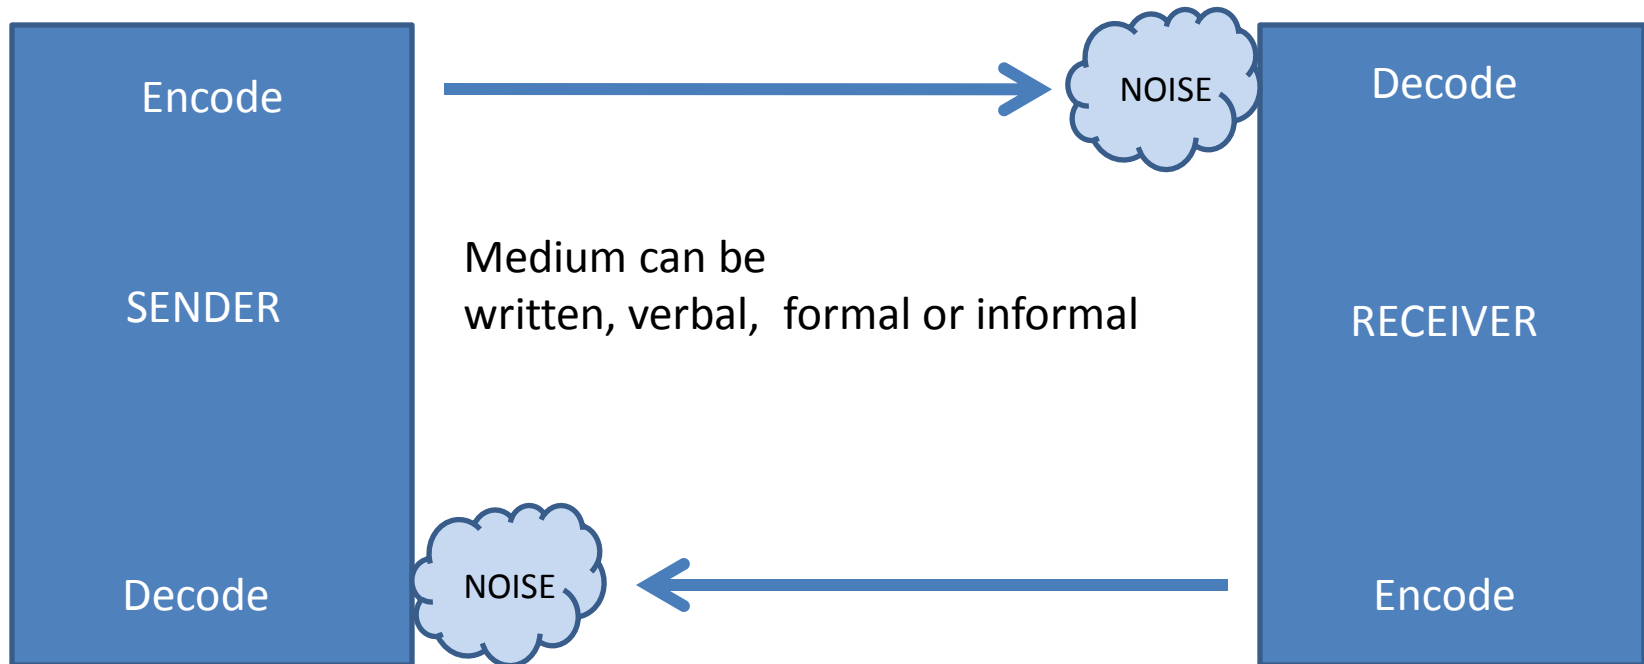 Encode
NOISE
Decode
Medium can be
written, verbal,  formal or informal
SENDER
RECEIVER
Decode
NOISE
Encode